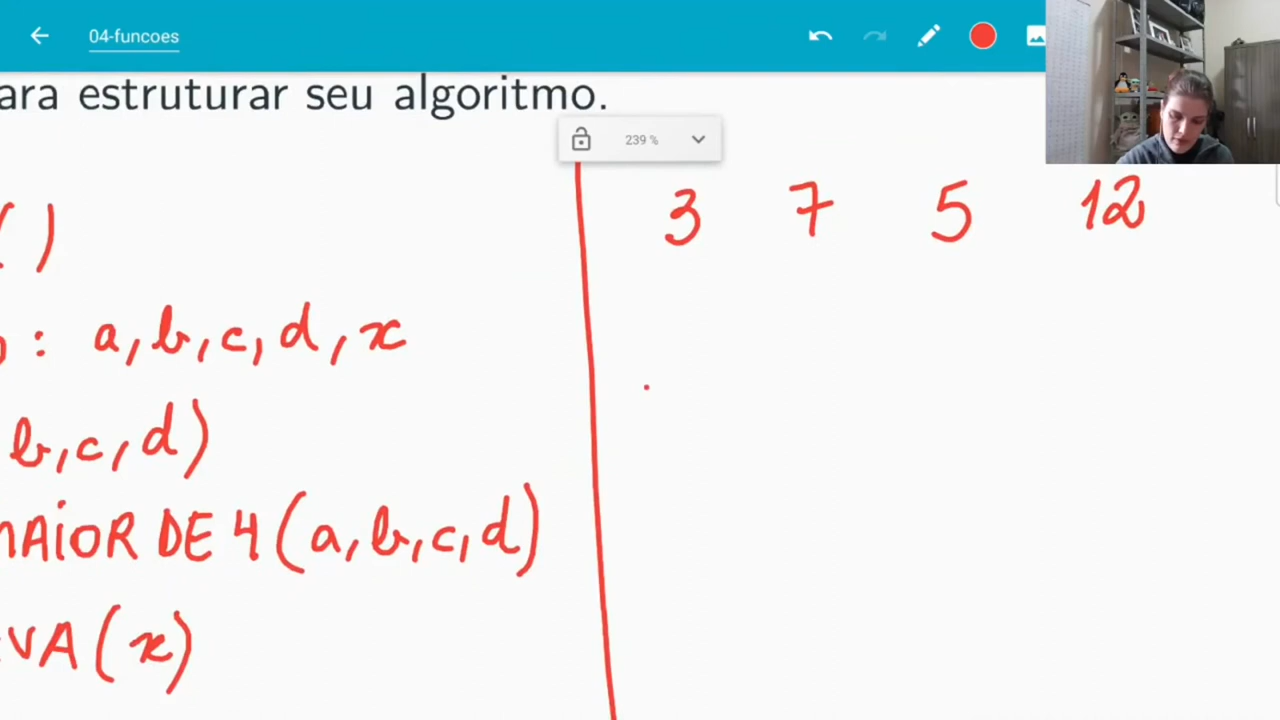 04-funcoes
ara estruturar seu algoritmo.
239 %
3 7 5 12
( )
: a, b, c, d, x
b, c, d)
MAIOR DE 4 (a, b, c, d)
VA (x)